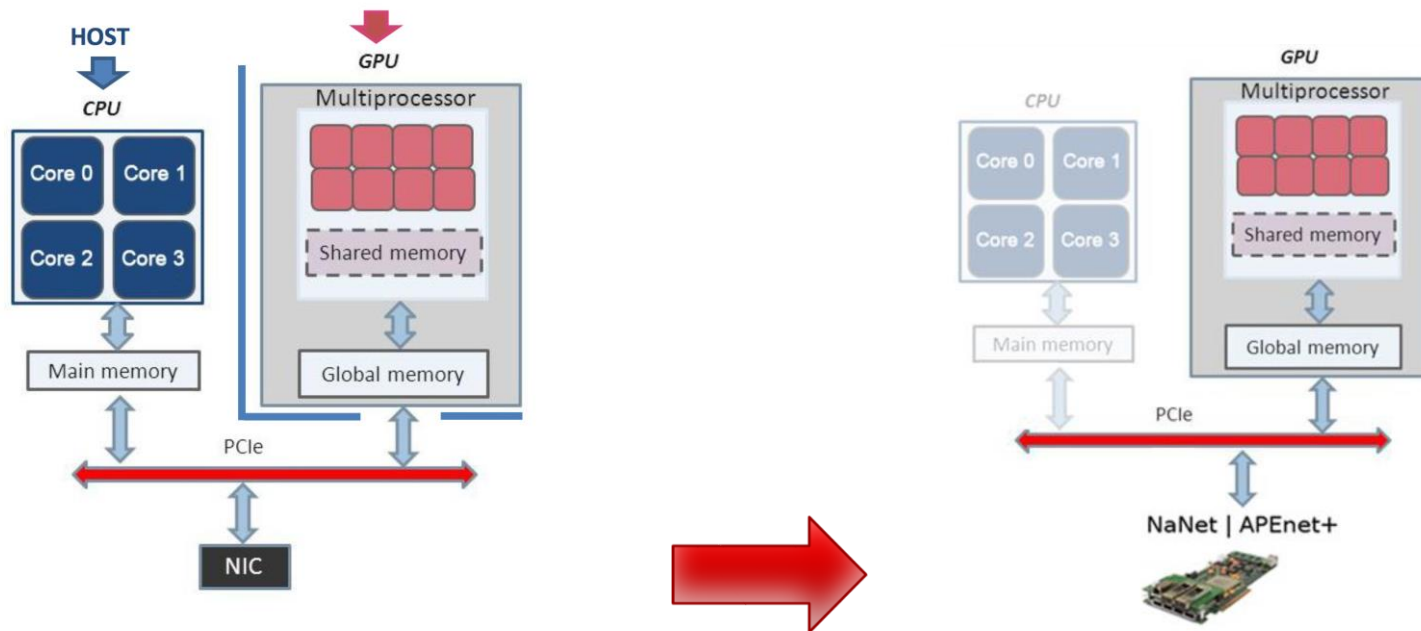 HOST
CPU
Core 0
Core 1
Core 2
Core 3
Main memory
GPU
Multiprocessor
Shared memory
Global memory
PCIe
NIC
CPU
Core 0
Core 1
Core 2
Core 3
Main memory
GPU
Multiprocessor
Shared memory
Global memory
PCIe
NaNet | APEnet+